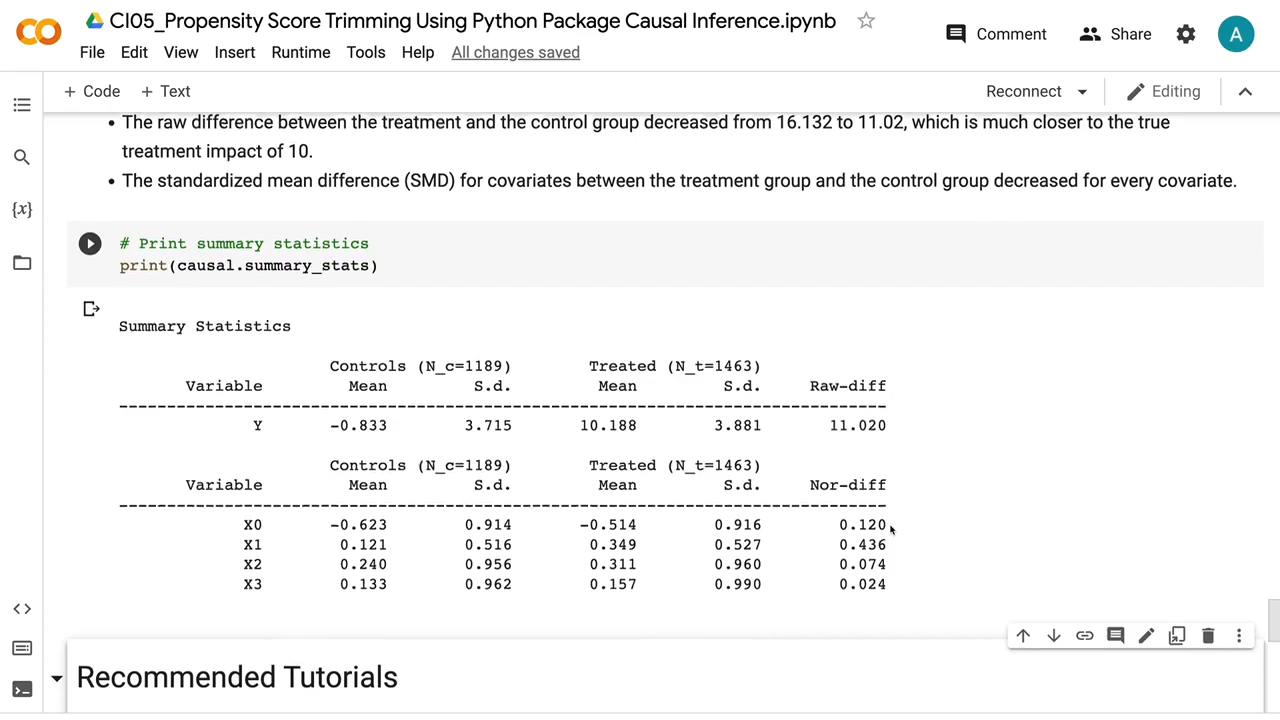 CI05_Propensity Score Trimming Using Python Package Causal Inference.ipynb
Comment
Share
A
File Edit View Insert Runtime Tools Help All changes saved
+ Code + Text
Reconnect
Editing
• The raw difference between the treatment and the control group decreased from 16.132 to 11.02, which is much closer to the true
treatment impact of 10.
• The standardized mean difference (SMD) for covariates between the treatment group and the control group decreased for every covariate.
{x}
# Print summary statistics
print(causal.summary_stats)
Summary Statistics
Controls (N_c=1189) Treated (N_t=1463)
Variable Mean S.d. Mean S.d. Raw-diff
--------------------------------------------------------------------------------
Y -0.833 3.715 10.188 3.881 11.020
Controls (N_c=1189) Treated (N_t=1463)
Variable Mean S.d. Mean S.d. Nor-diff
--------------------------------------------------------------------------------
X0 -0.623 0.914 -0.514 0.916 0.120
X1 0.121 0.516 0.349 0.527 0.436
X2 0.240 0.956 0.311 0.960 0.074
X3 0.133 0.962 0.157 0.990 0.024
Recommended Tutorials